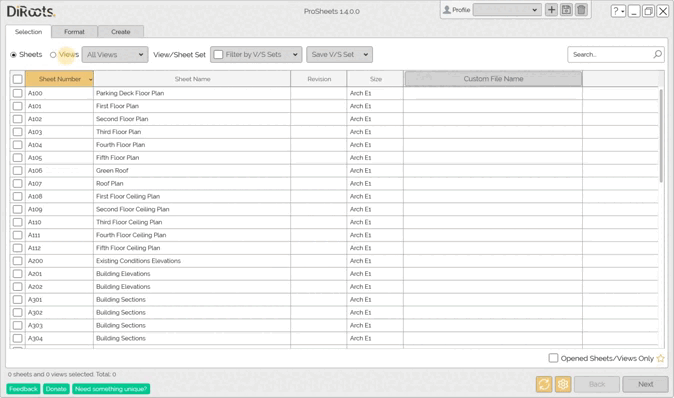 DiROOTS.
ProSheets 1.4.0.0
Profile
? - _ X
Selection Format Create
Sheets Views All Views View/Sheet Set Filter by V/S Sets Save V/S Set Search...
Sheet Number Sheet Name Revision Size Custom File Name
A100 Parking Deck Floor Plan Arch E1
A101 First Floor Plan Arch E1
A102 Second Floor Plan Arch E1
A103 Third Floor Plan Arch E1
A104 Fourth Floor Plan Arch E1
A105 Fifth Floor Plan Arch E1
A106 Green Roof Arch E1
A107 Roof Plan Arch E1
A108 First Floor Ceiling Plan Arch E1
A109 Second Floor Ceiling Plan Arch E1
A110 Third Floor Ceiling Plan Arch E1
A111 Fourth Floor Ceiling Plan Arch E1
A112 Fifth Floor Ceiling Plan Arch E1
A200 Existing Conditions Elevations Arch E1
A201 Building Elevations Arch E1
A202 Building Elevations Arch E1
A301 Building Sections Arch E1
A302 Building Sections Arch E1
A303 Building Sections Arch E1
A304 Building Sections Arch E1
Opened Sheets/Views Only
0 sheets and 0 views selected. Total: 0
Feedback Donate Need something unique? Back Next